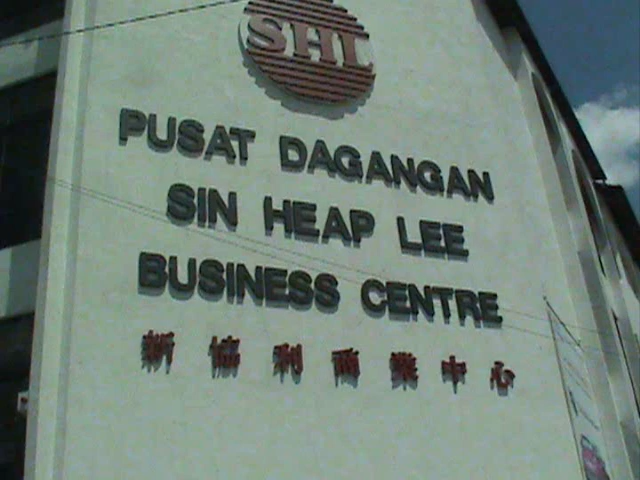 SHL
PUSAT DAGANGAN
SIN HEAP LEE
BUSINESS CENTRE
新協利商業中心